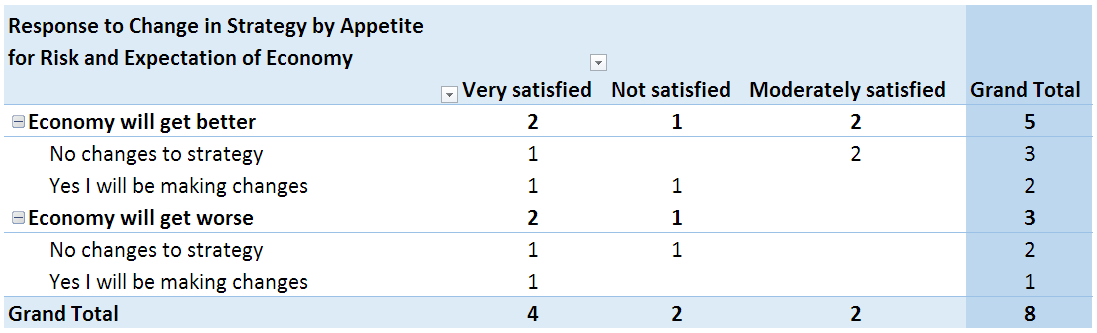 Response to Change in Strategy by Appetite
for Risk and Expectation of Economy
Very satisfied Not satisfied Moderately satisfied Grand Total
Economy will get better 2 1 2 5
No changes to strategy 1 2 3
Yes I will be making changes 1 1 2
Economy will get worse 2 1 3
No changes to strategy 1 1 2
Yes I will be making changes 1 1
Grand Total 4 2 2 8